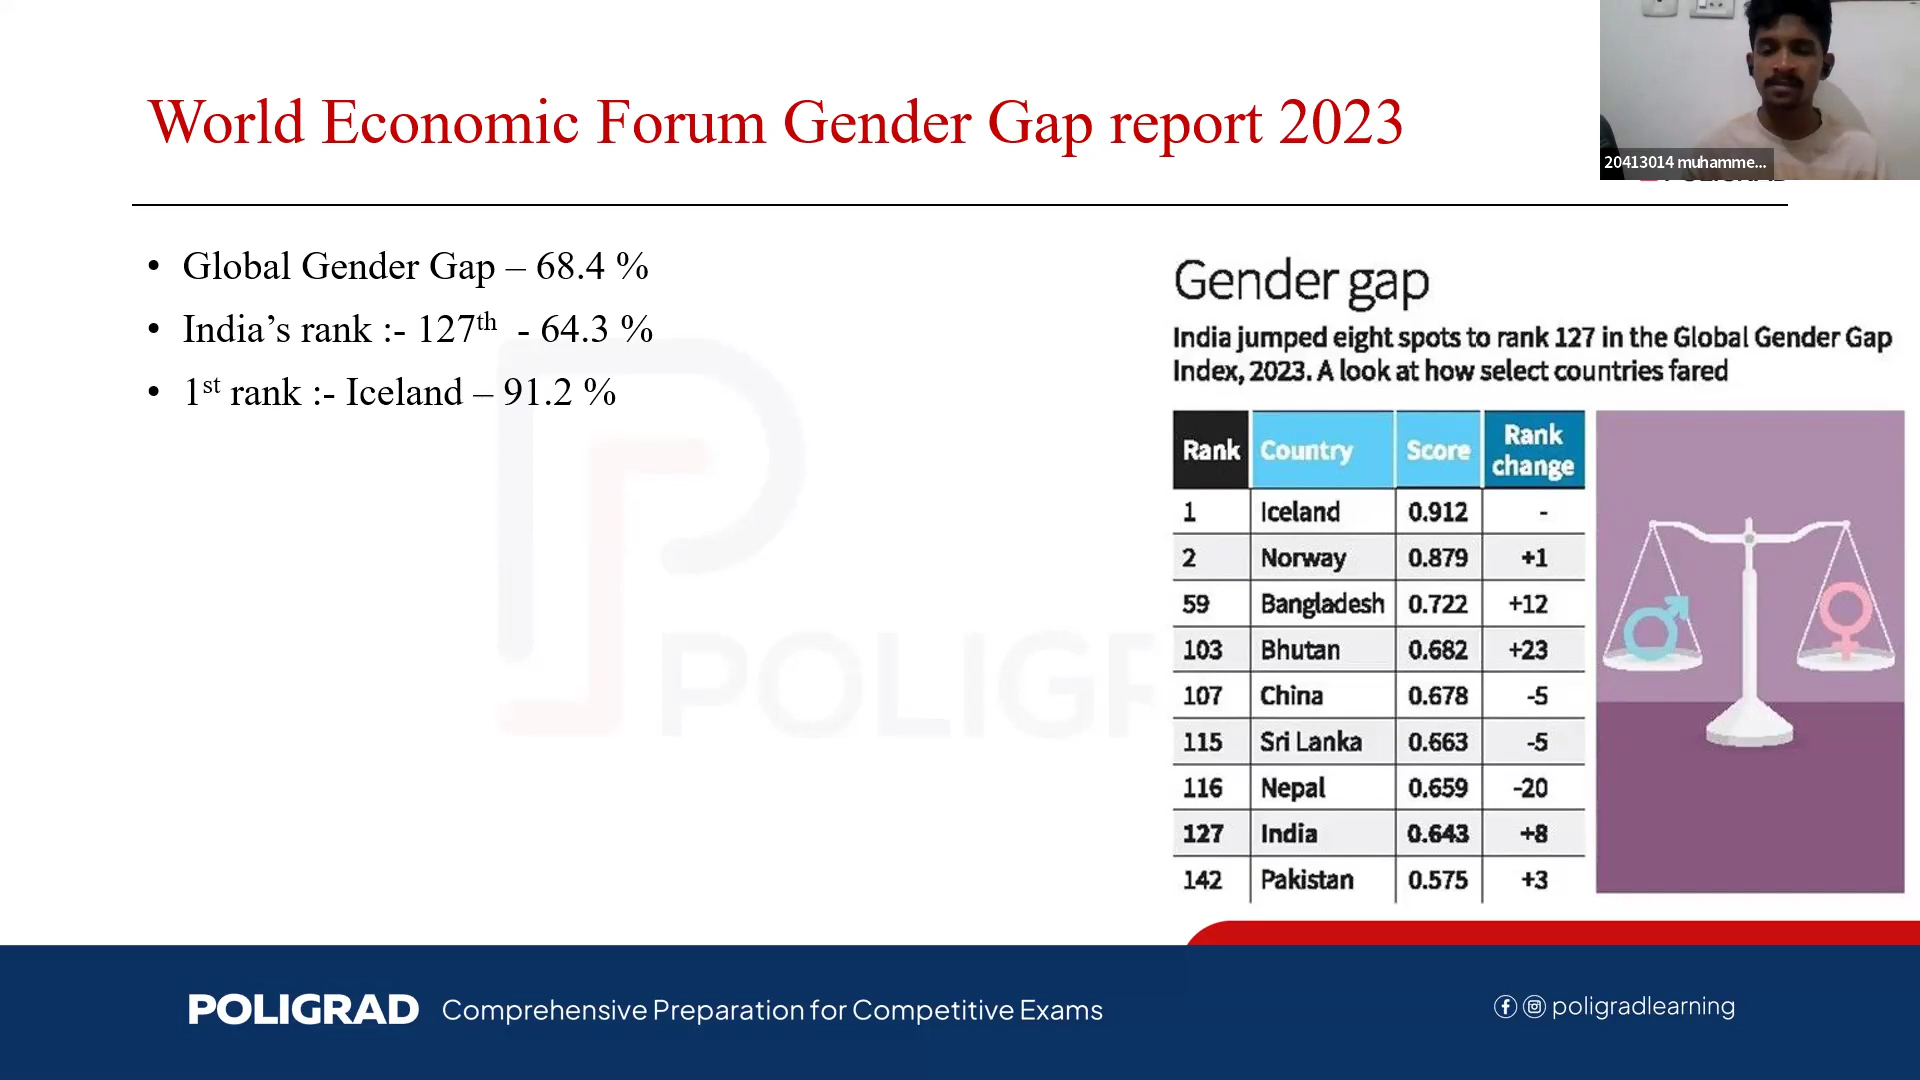 World Economic Forum Gender Gap report 2023
20413014 muhamme...
• Global Gender Gap – 68.4 %
• India’s rank :- 127th - 64.3 %
• 1st rank :- Iceland – 91.2 %
Gender gap
India jumped eight spots to rank 127 in the Global Gender Gap
Index, 2023. A look at how select countries fared
Rank Country Score Rank change
1 Iceland 0.912 -
2 Norway 0.879 +1
59 Bangladesh 0.722 +12
103 Bhutan 0.682 +23
107 China 0.678 -5
115 Sri Lanka 0.663 -5
116 Nepal 0.659 -20
127 India 0.643 +8
142 Pakistan 0.575 +3
POLIGRAD Comprehensive Preparation for Competitive Exams
poligradlearning